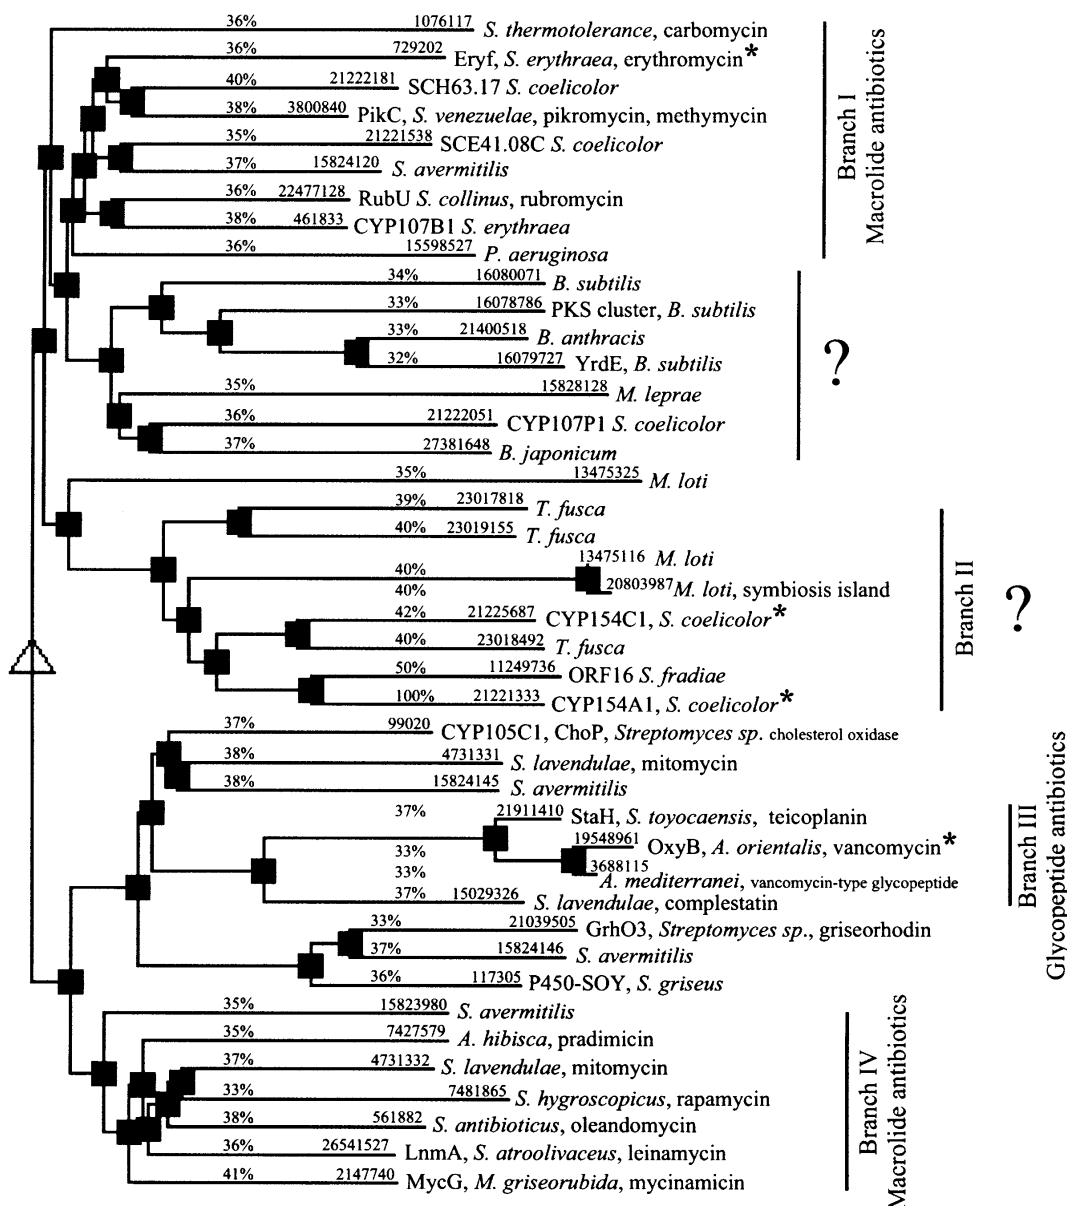 36% 1076117 S. thermotolerance, carbomycin
36% 729202 Eryf, S. erythraea, erythromycin*
40% 21222181 SCH63.17 S. coelicolor
38% 3800840 PikC, S. venezuelae, pikromycin, methymycin
35% 21221538 SCE41.08C S. coelicolor
37% 15824120 S. avermitilis
36% 22477128 RubU S. collinus, rubromycin
38% 461833 CYP107B1 S. erythraea
36% 15598527 P. aeruginosa
Branch I
Macrolide antibiotics
34% 16080071 B. subtilis
33% 16078786 PKS cluster, B. subtilis
33% 21400518 B. anthracis
32% 16079727 YrdE, B. subtilis
35% 15828128 M. leprae
36% 21222051 CYP107P1 S. coelicolor
37% 27381648 B. japonicum
?
35% 13475325 M. loti
39% 23017818 T. fusca
40% 23019155 T. fusca
40% 13475116 M. loti
40% 20803987 M. loti, symbiosis island
42% 21225687 CYP154C1, S. coelicolor*
40% 23018492 T. fusca
50% 11249736 ORF16 S. fradiae
100% 21221333 CYP154A1, S. coelicolor*
Branch II
?
37% 99020 CYP105C1, ChoP, Streptomyces sp. cholesterol oxidase
38% 4731331 S. lavendulae, mitomycin
38% 15824145 S. avermitilis
37% 21911410 StaH, S. toyocaensis, teicoplanin
33% 19548961 OxyB, A. orientalis, vancomycin*
33% 3688115 A. mediterranei, vancomycin-type glycopeptide
37% 15029326 S. lavendulae, complestatin
Branch III
Glycopeptide antibiotics
33% 21039505 GrhO3, Streptomyces sp., griseorhodin
37% 15824146 S. avermitilis
36% 117305 P450-SOY, S. griseus
35% 15823980 S. avermitilis
35% 7427579 A. hibisca, pradimicin
37% 4731332 S. lavendulae, mitomycin
33% 7481865 S. hygroscopicus, rapamycin
38% 561882 S. antibioticus, oleandomycin
36% 26541527 LnmA, S. atroolivaceus, leinamycin
41% 2147740 MycG, M. griseorubida, mycinamicin
Branch IV
Macrolide antibiotics